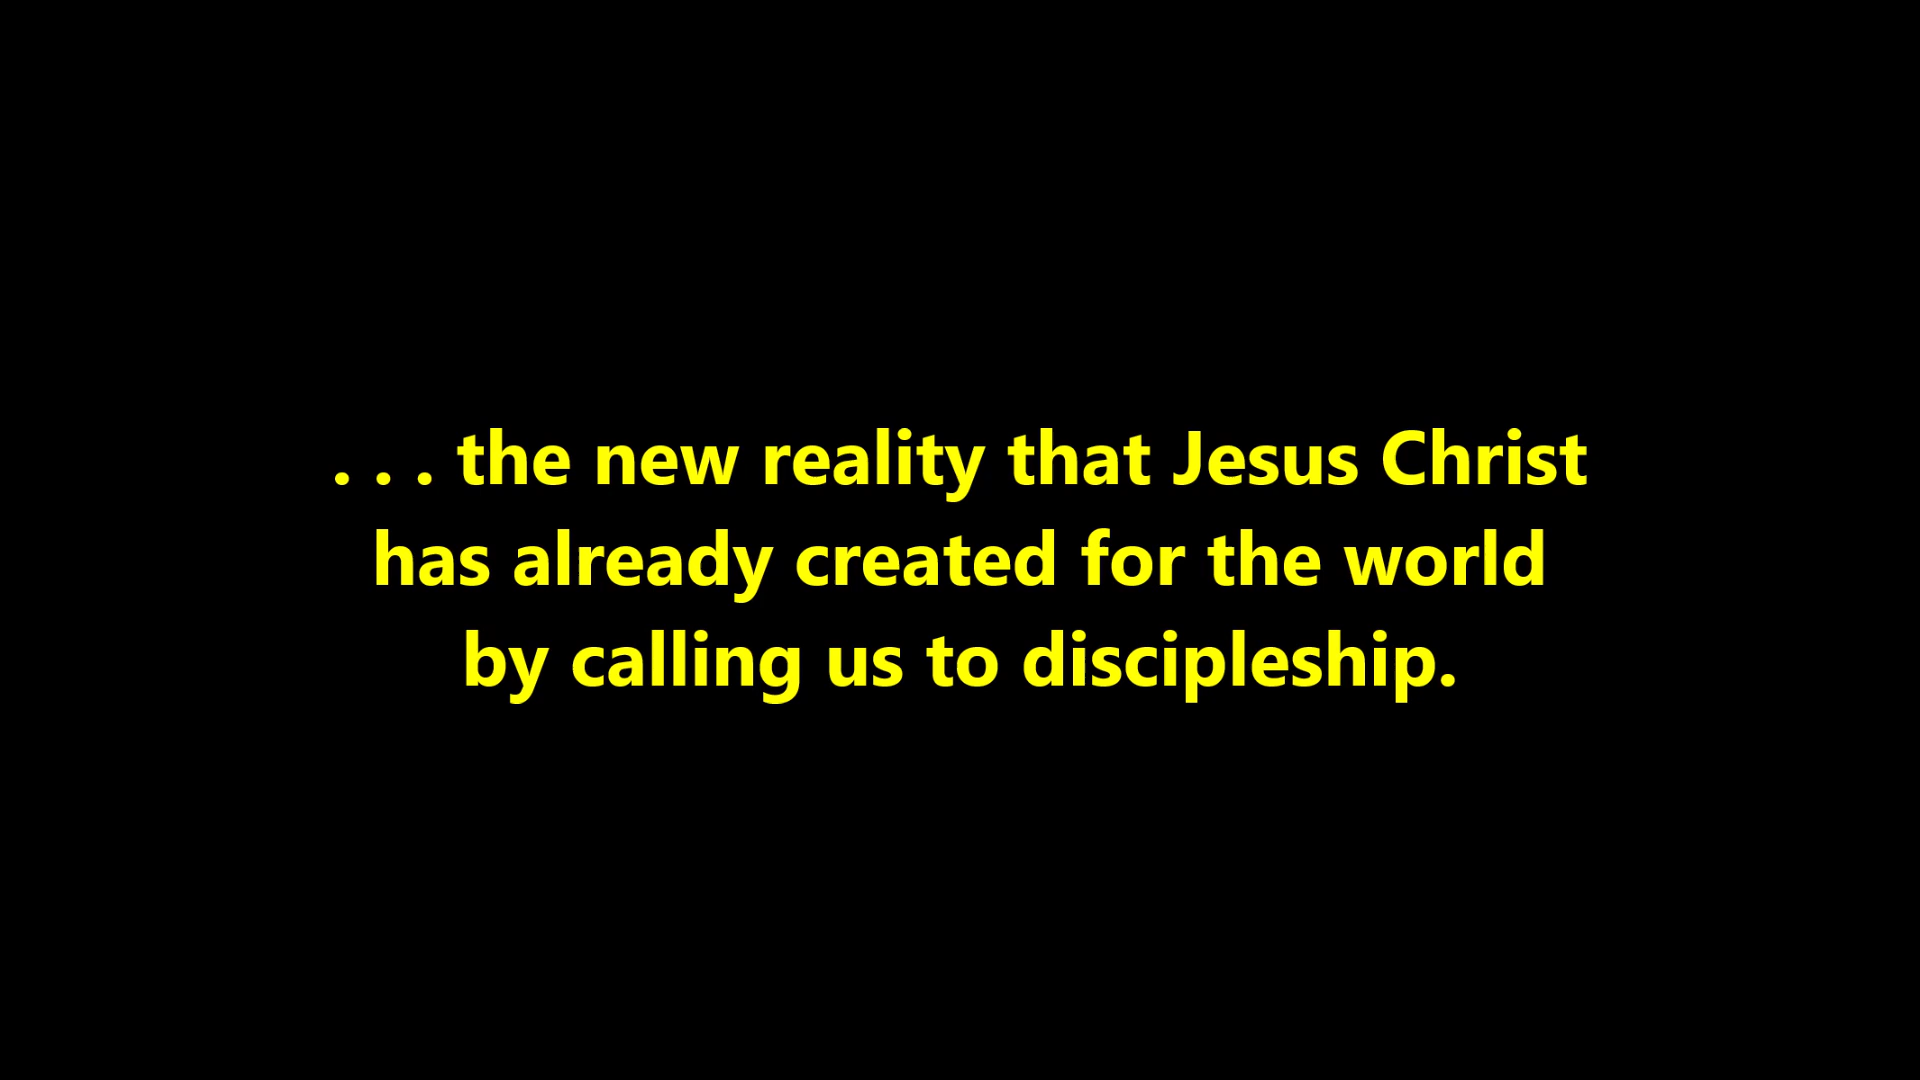 . . . the new reality that Jesus Christ
has already created for the world
by calling us to discipleship.